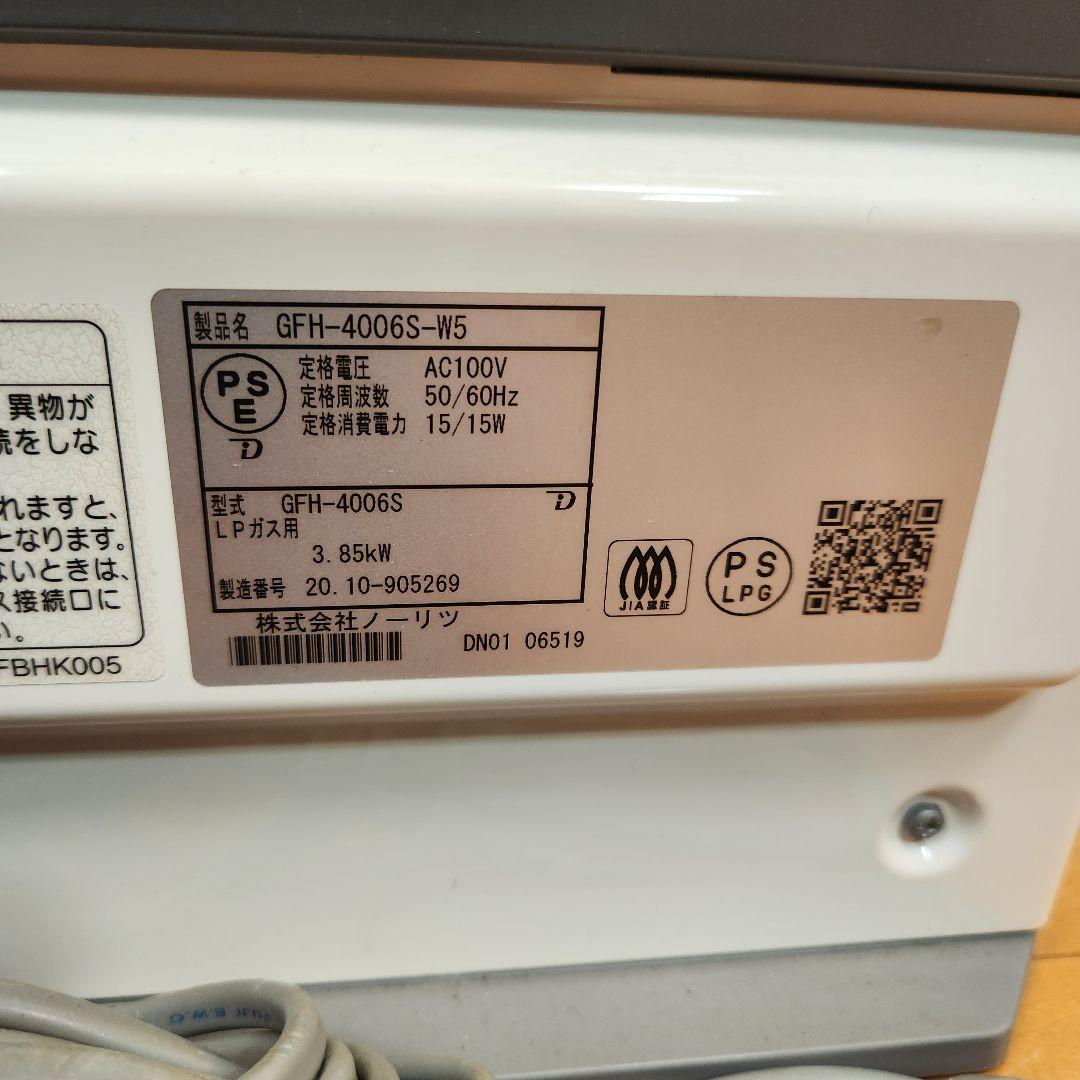 異物が
続をしな
れますと、
となります。
ないときは、
ス接続口に
い。
FBHK005
製品名 GFH-4006S-W5
PS
E
定格電圧 AC100V
定格周波数 50/60Hz
定格消費電力 15/15W
型式 GFH-4006S
LPガス用
3.85kW
製造番号 20.10-905269
株式会社ノーリツ
DN01 06519
JIA認証
PS
LPG
FUJI E.W.C